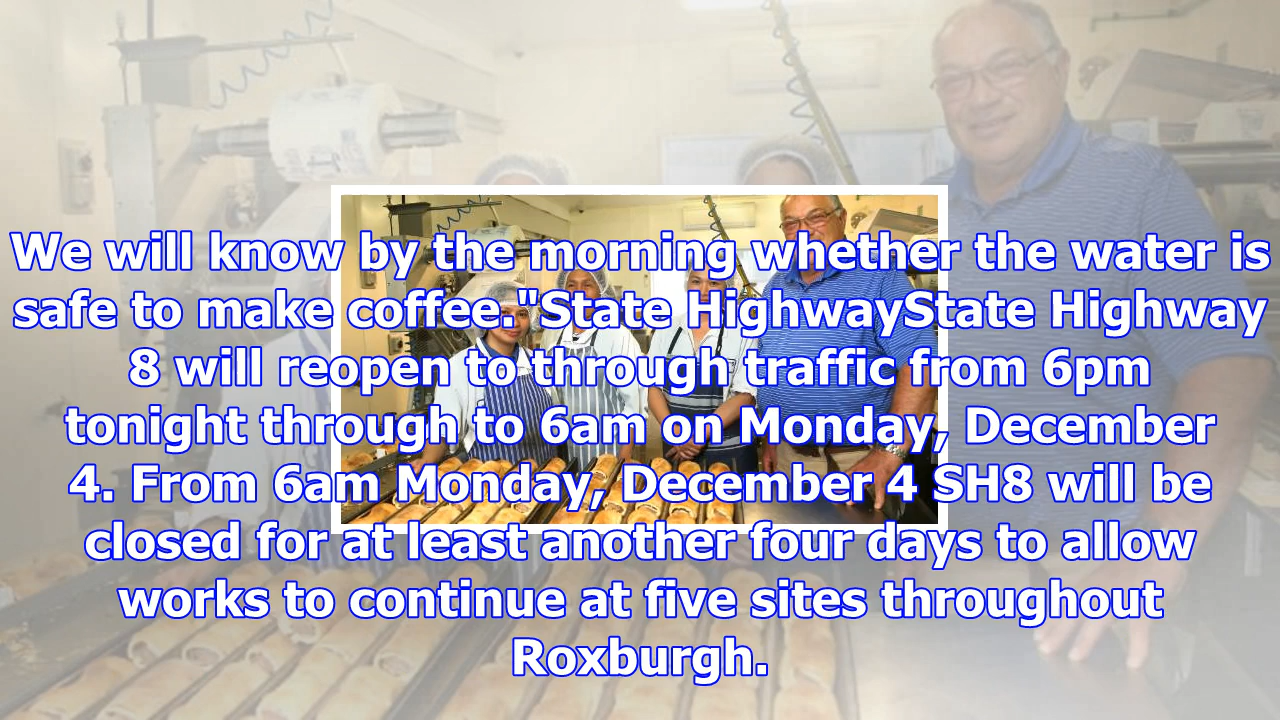 We will know by the morning whether the water is
safe to make coffee."State HighwayState Highway
8 will reopen to through traffic from 6pm
tonight through to 6am on Monday, December
4. From 6am Monday, December 4 SH8 will be
closed for at least another four days to allow
works to continue at five sites throughout
Roxburgh.